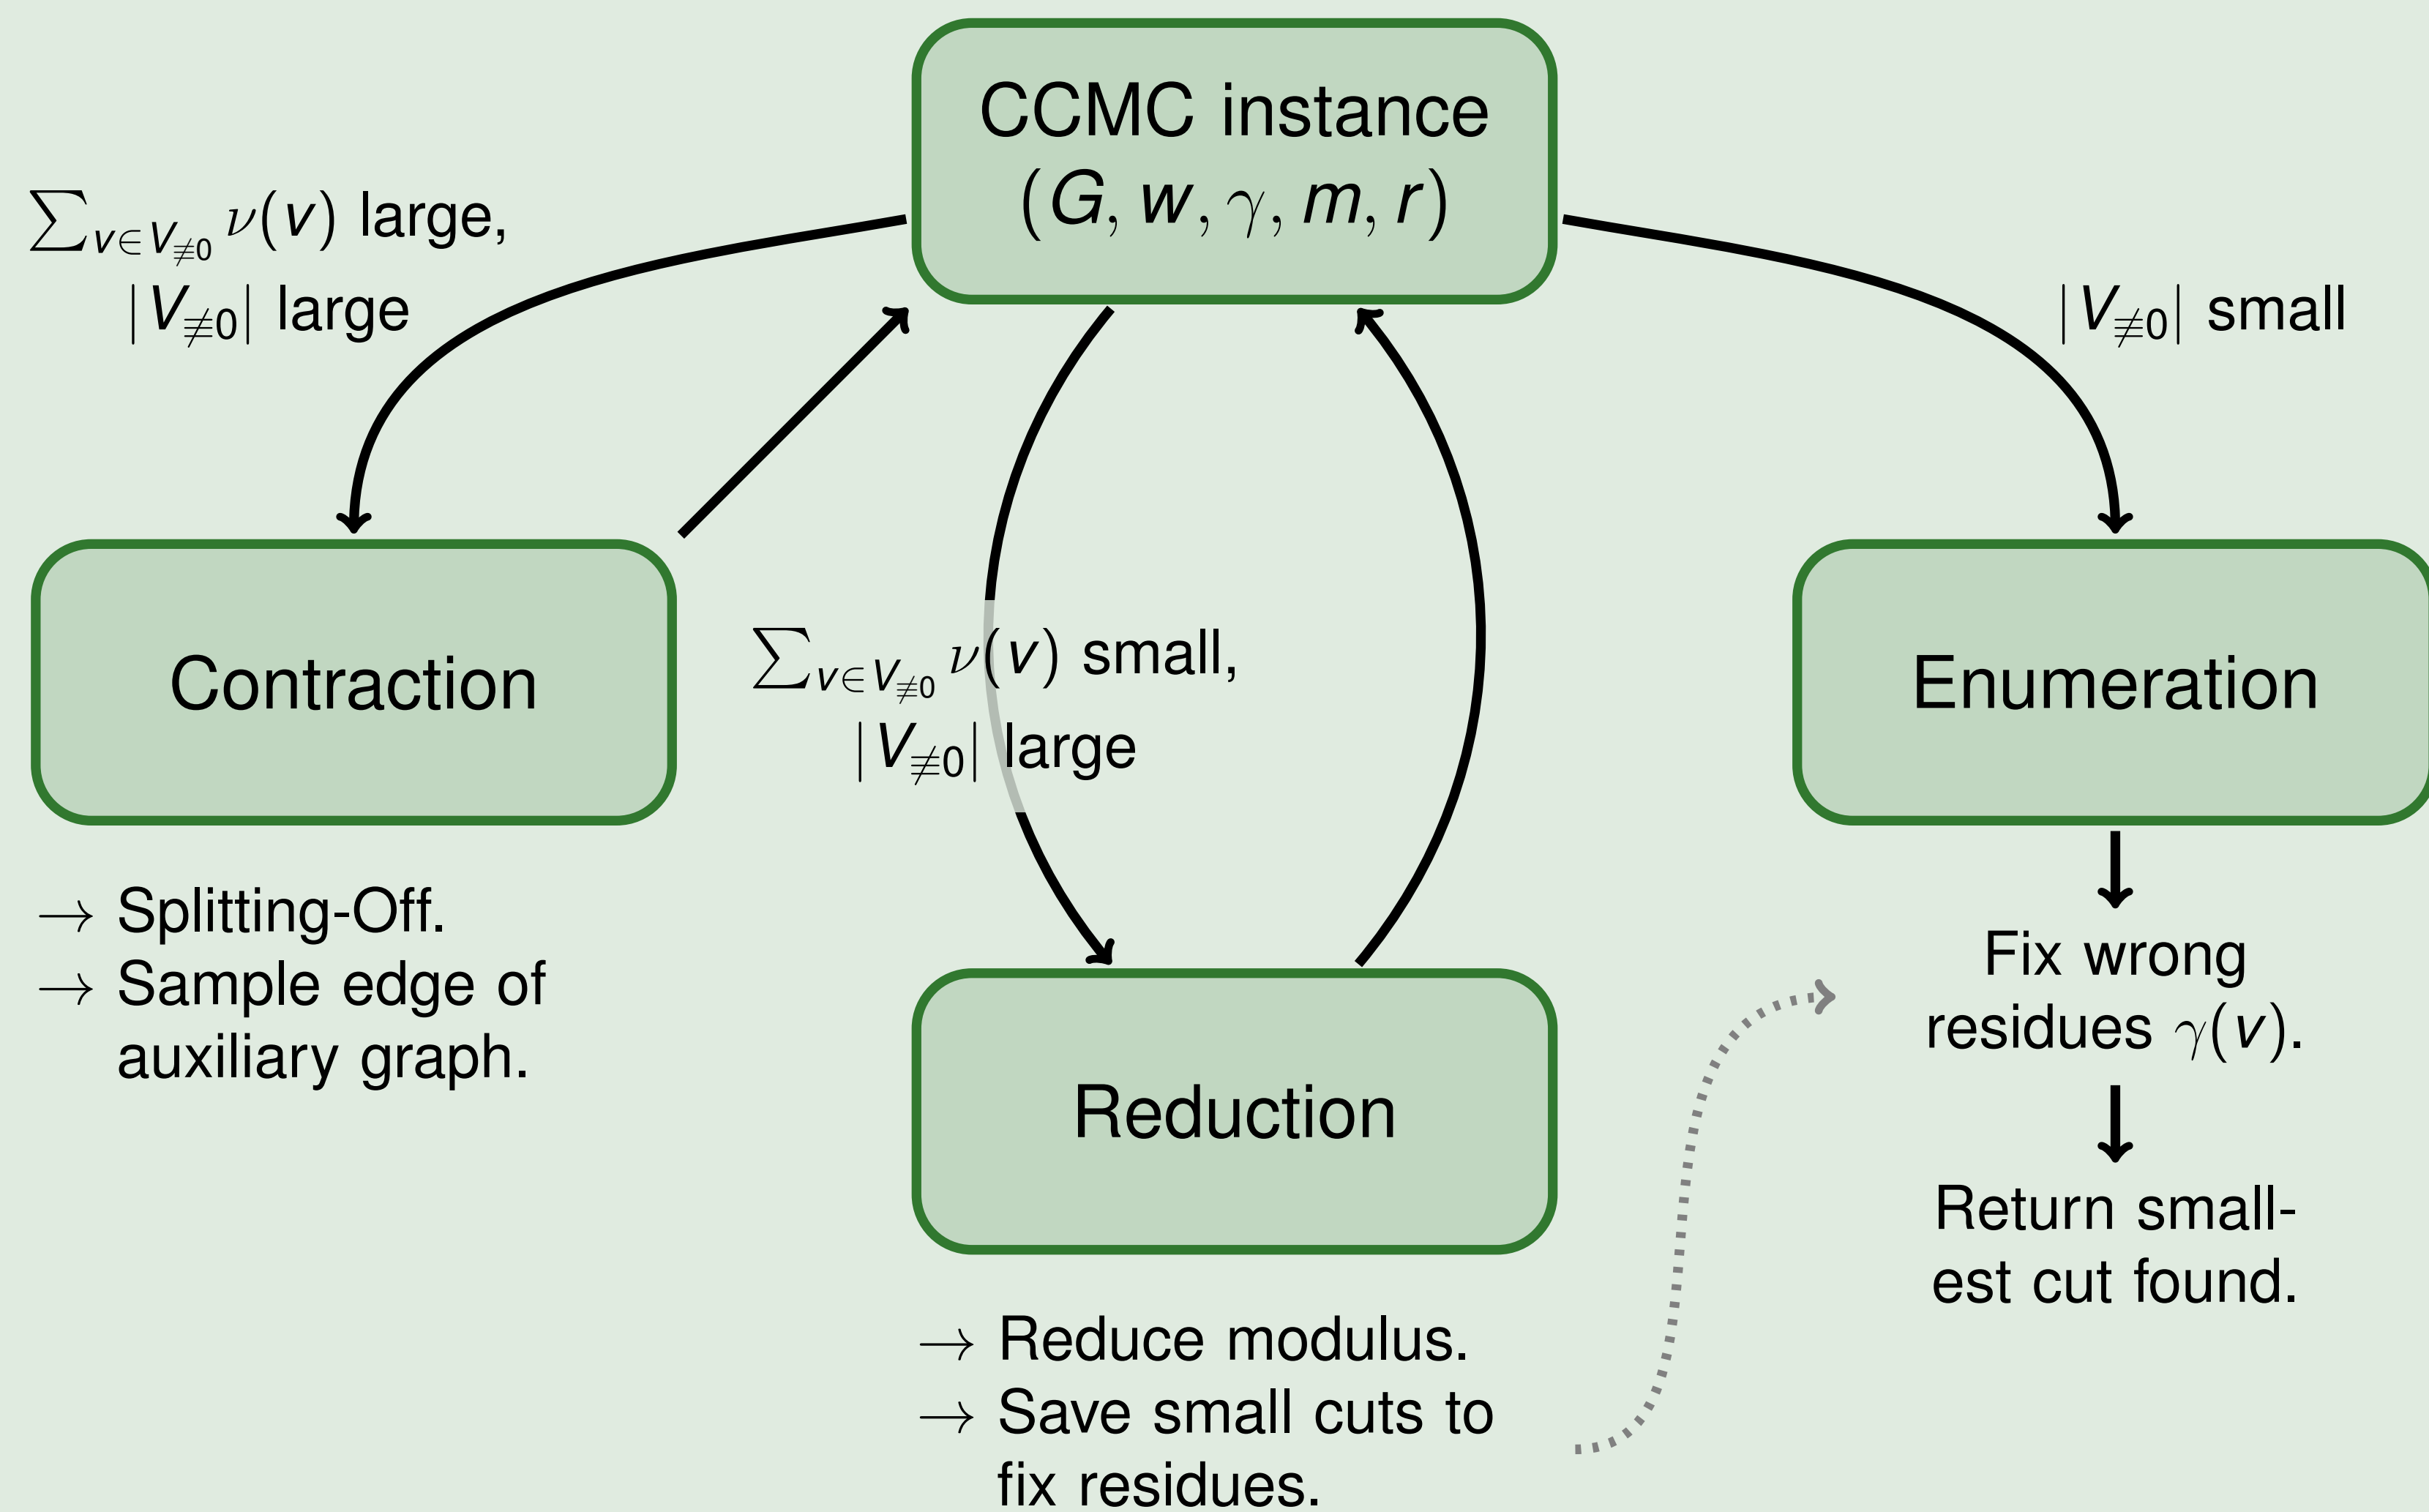 CCMC instance
(G, w, γ, m, r)
∑v∈V≢0 ν(v) large,
|V≢0| large
|V≢0| small
Contraction
∑v∈V≢0 ν(v) small,
|V≢0| large
Enumeration
→ Splitting-Off.
→ Sample edge of
auxiliary graph.
Reduction
→ Reduce modulus.
→ Save small cuts to
fix residues.
Fix wrong
residues γ(v).
Return small-
est cut found.